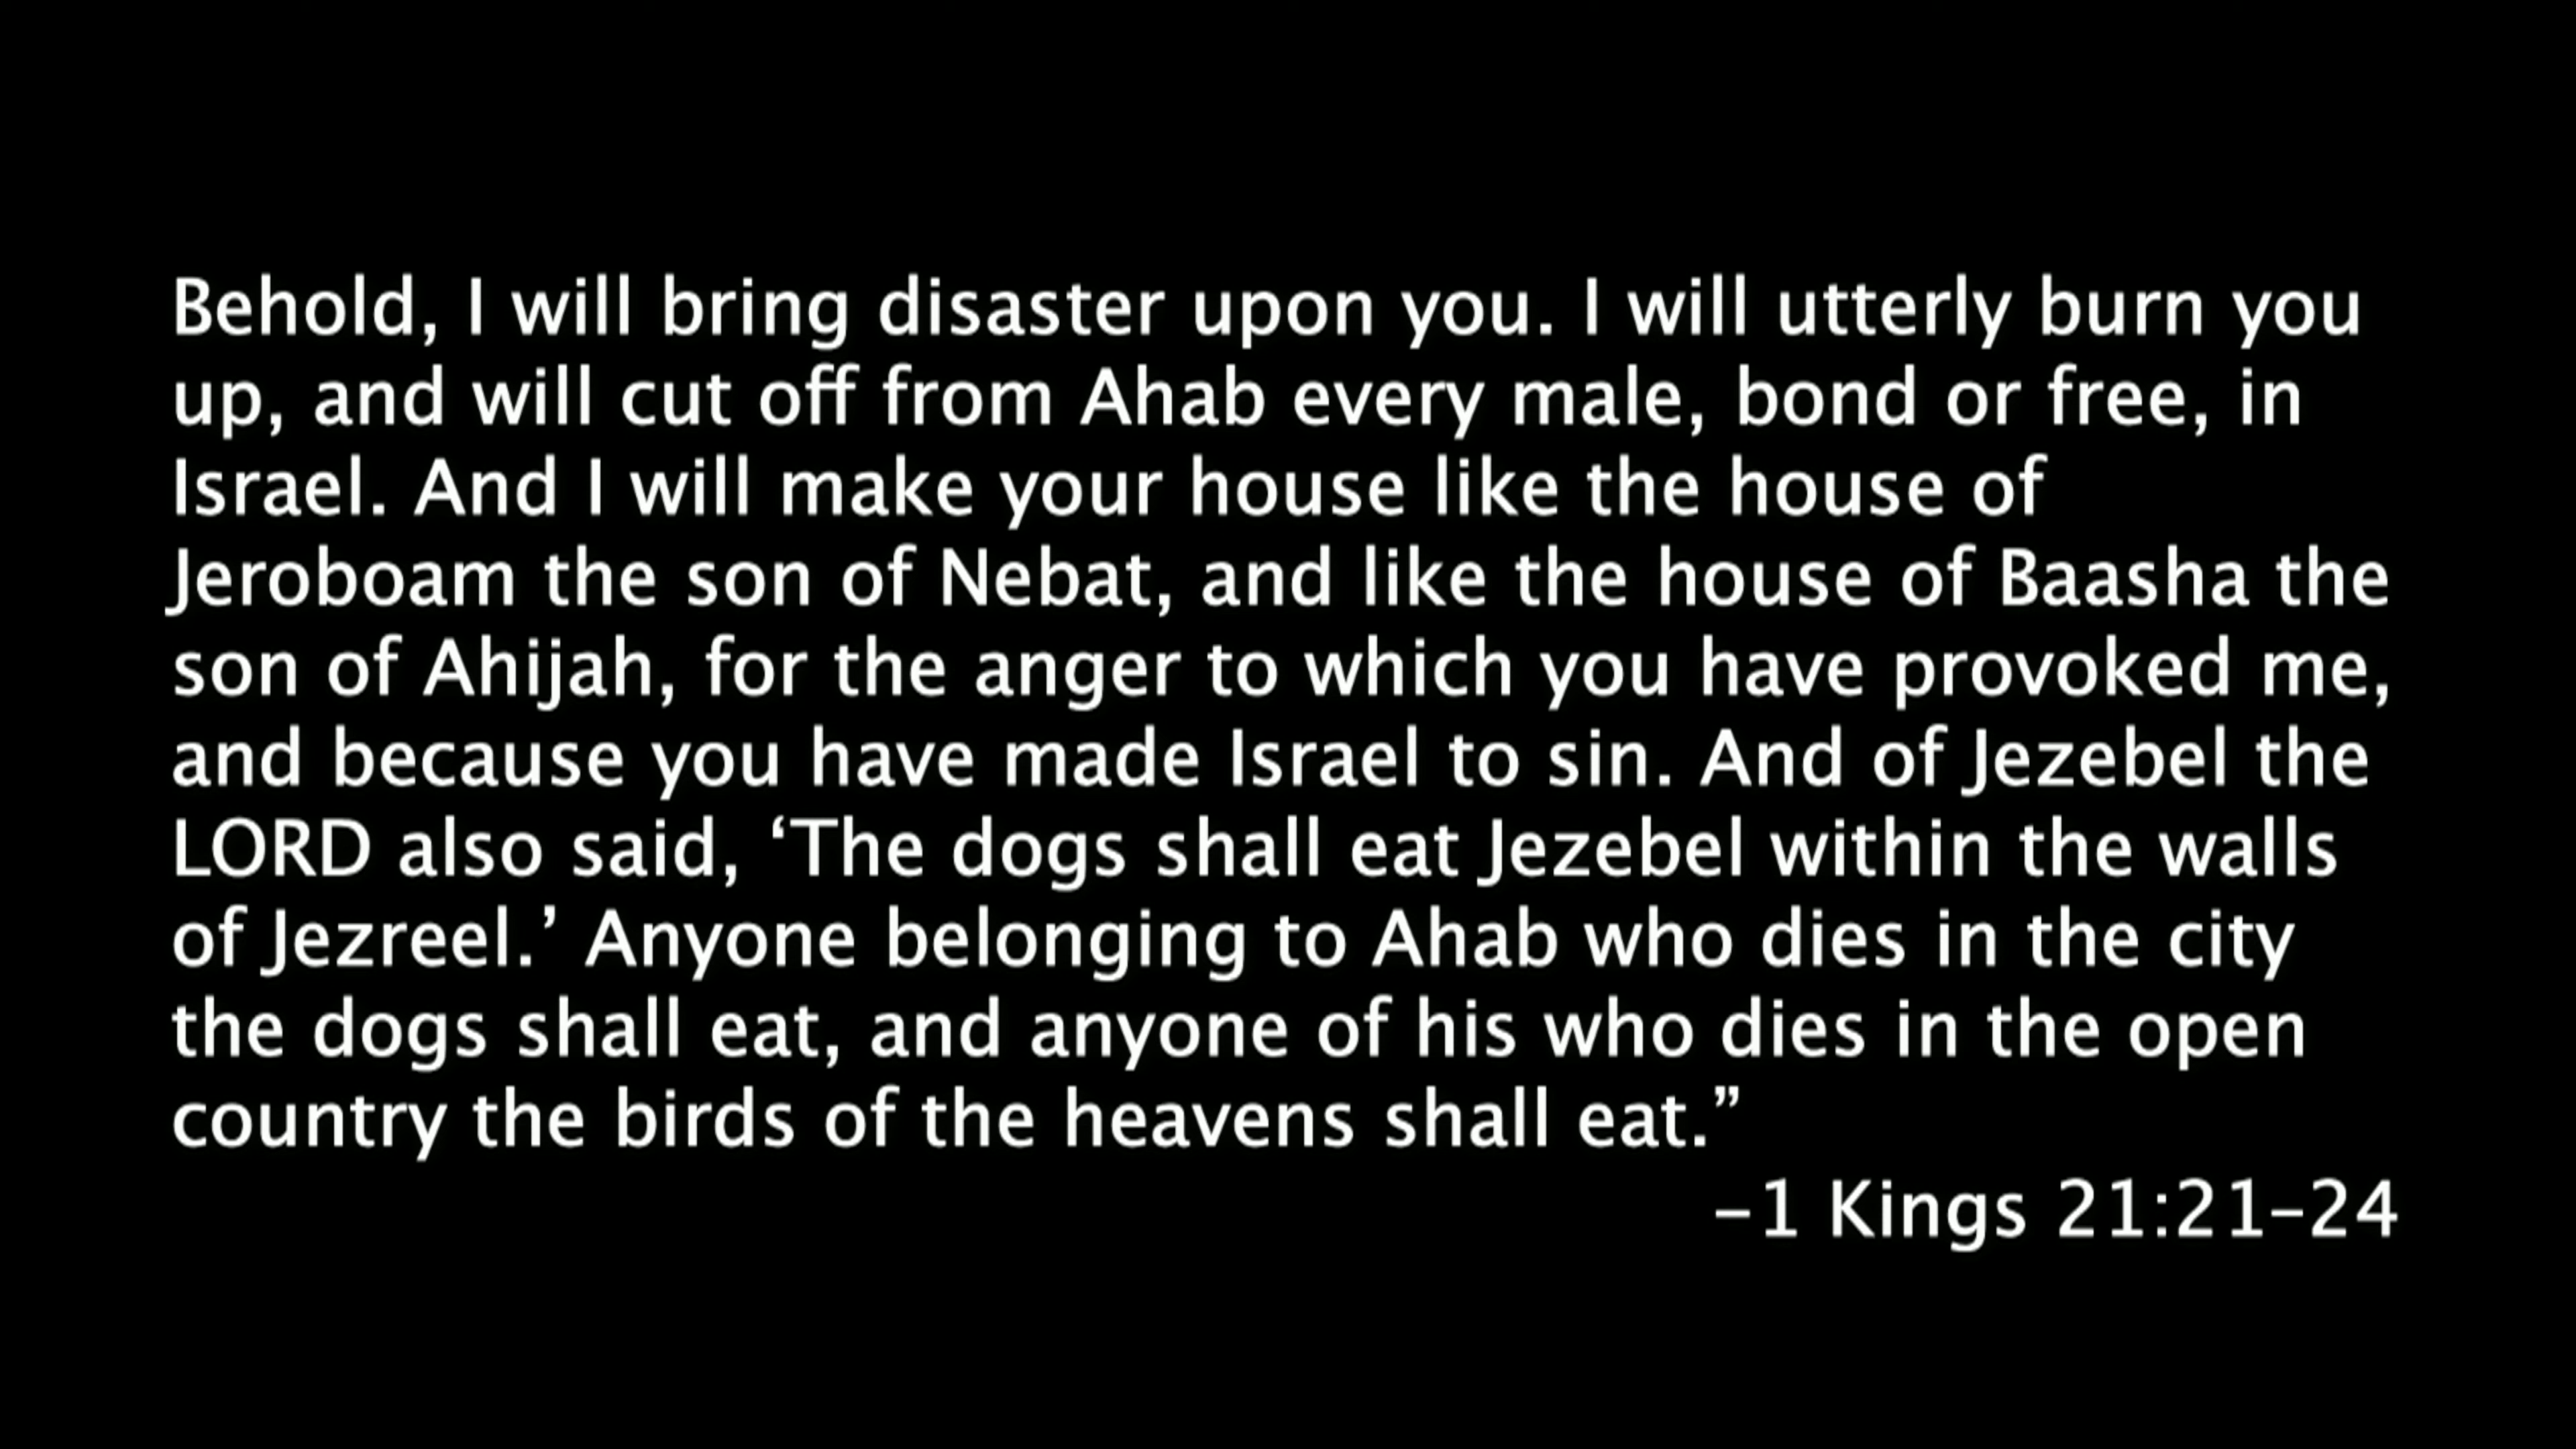 Behold, I will bring disaster upon you. I will utterly burn you
up, and will cut off from Ahab every male, bond or free, in
Israel. And I will make your house like the house of
Jeroboam the son of Nebat, and like the house of Baasha the
son of Ahijah, for the anger to which you have provoked me,
and because you have made Israel to sin. And of Jezebel the
LORD also said, ‘The dogs shall eat Jezebel within the walls
of Jezreel.’ Anyone belonging to Ahab who dies in the city
the dogs shall eat, and anyone of his who dies in the open
country the birds of the heavens shall eat.”
–1 Kings 21:21–24